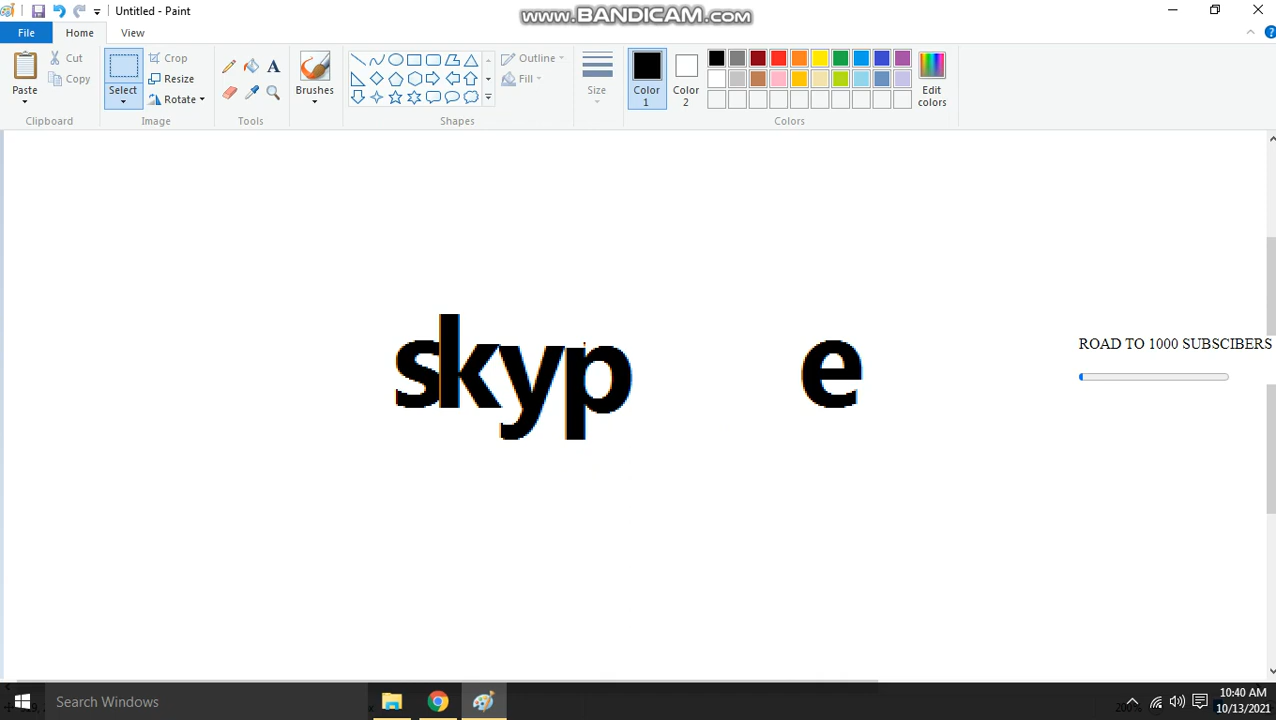 Untitled - Paint
www.BANDICAM.com
File
Home
View
Paste
Cut
Copy
Clipboard
Select
Crop
Resize
Rotate
Image
A
Tools
Brushes
Outline
Fill
Shapes
Size
Color
1
Color
2
Edit
colors
Colors
skyp e
ROAD TO 1000 SUBSCIBERS
Search Windows
10:40 AM
10/13/2021